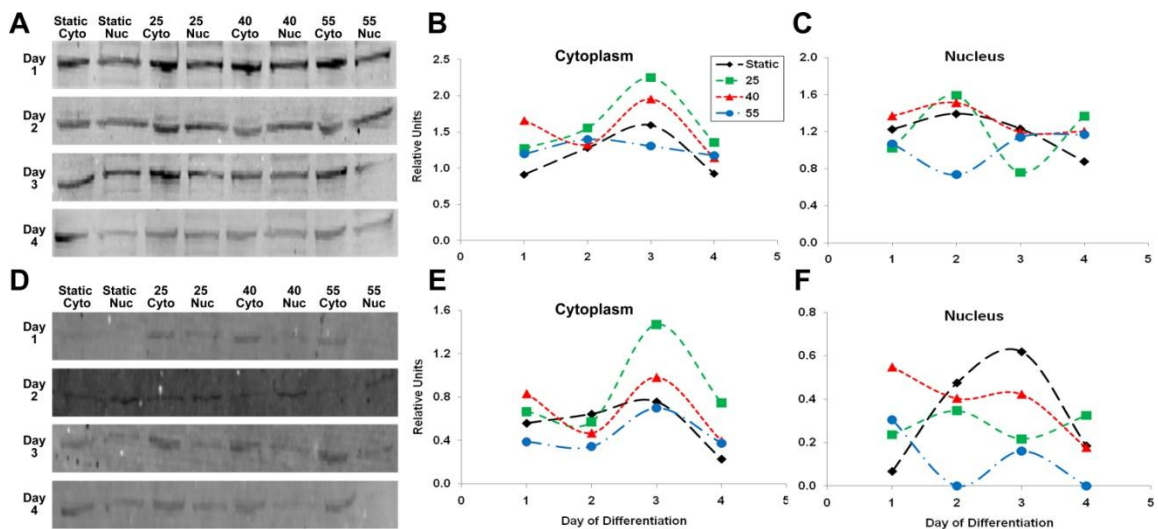 A
Static Static 25 25 40 40 55 55
Cyto Nuc Cyto Nuc Cyto Nuc Cyto Nuc
Day
1
Day
2
Day
3
Day
4
B
Cytoplasm
Static
25
40
55
Relative Units
2.5
2.0
1.5
1.0
0.5
0.0
0 1 2 3 4 5
C
Nucleus
2.0
1.6
1.2
0.8
0.4
0.0
0 1 2 3 4 5
D
Static Static 25 25 40 40 55 55
Cyto Nuc Cyto Nuc Cyto Nuc Cyto Nuc
Day
1
Day
2
Day
3
Day
4
E
Cytoplasm
Relative Units
1.6
1.2
0.8
0.4
0.0
0 1 2 3 4 5
Day of Differentiation
F
Nucleus
0.8
0.6
0.4
0.2
0.0
0 1 2 3 4 5
Day of Differentiation